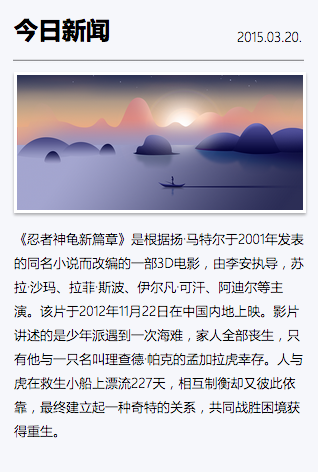 今日新闻
2015.03.20.
《忍者神龟新篇章》是根据扬·马特尔于2001年发表
的同名小说而改编的一部3D电影，由李安执导，苏
拉·沙玛、拉菲·斯波、伊尔凡·可汗、阿迪尔等主
演。该片于2012年11月22日在中国内地上映。影片
讲述的是少年派遇到一次海难，家人全部丧生，只
有他与一只名叫理查德·帕克的孟加拉虎幸存。人与
虎在救生小船上漂流227天，相互制衡却又彼此依
靠，最终建立起一种奇特的关系，共同战胜困境获
得重生。